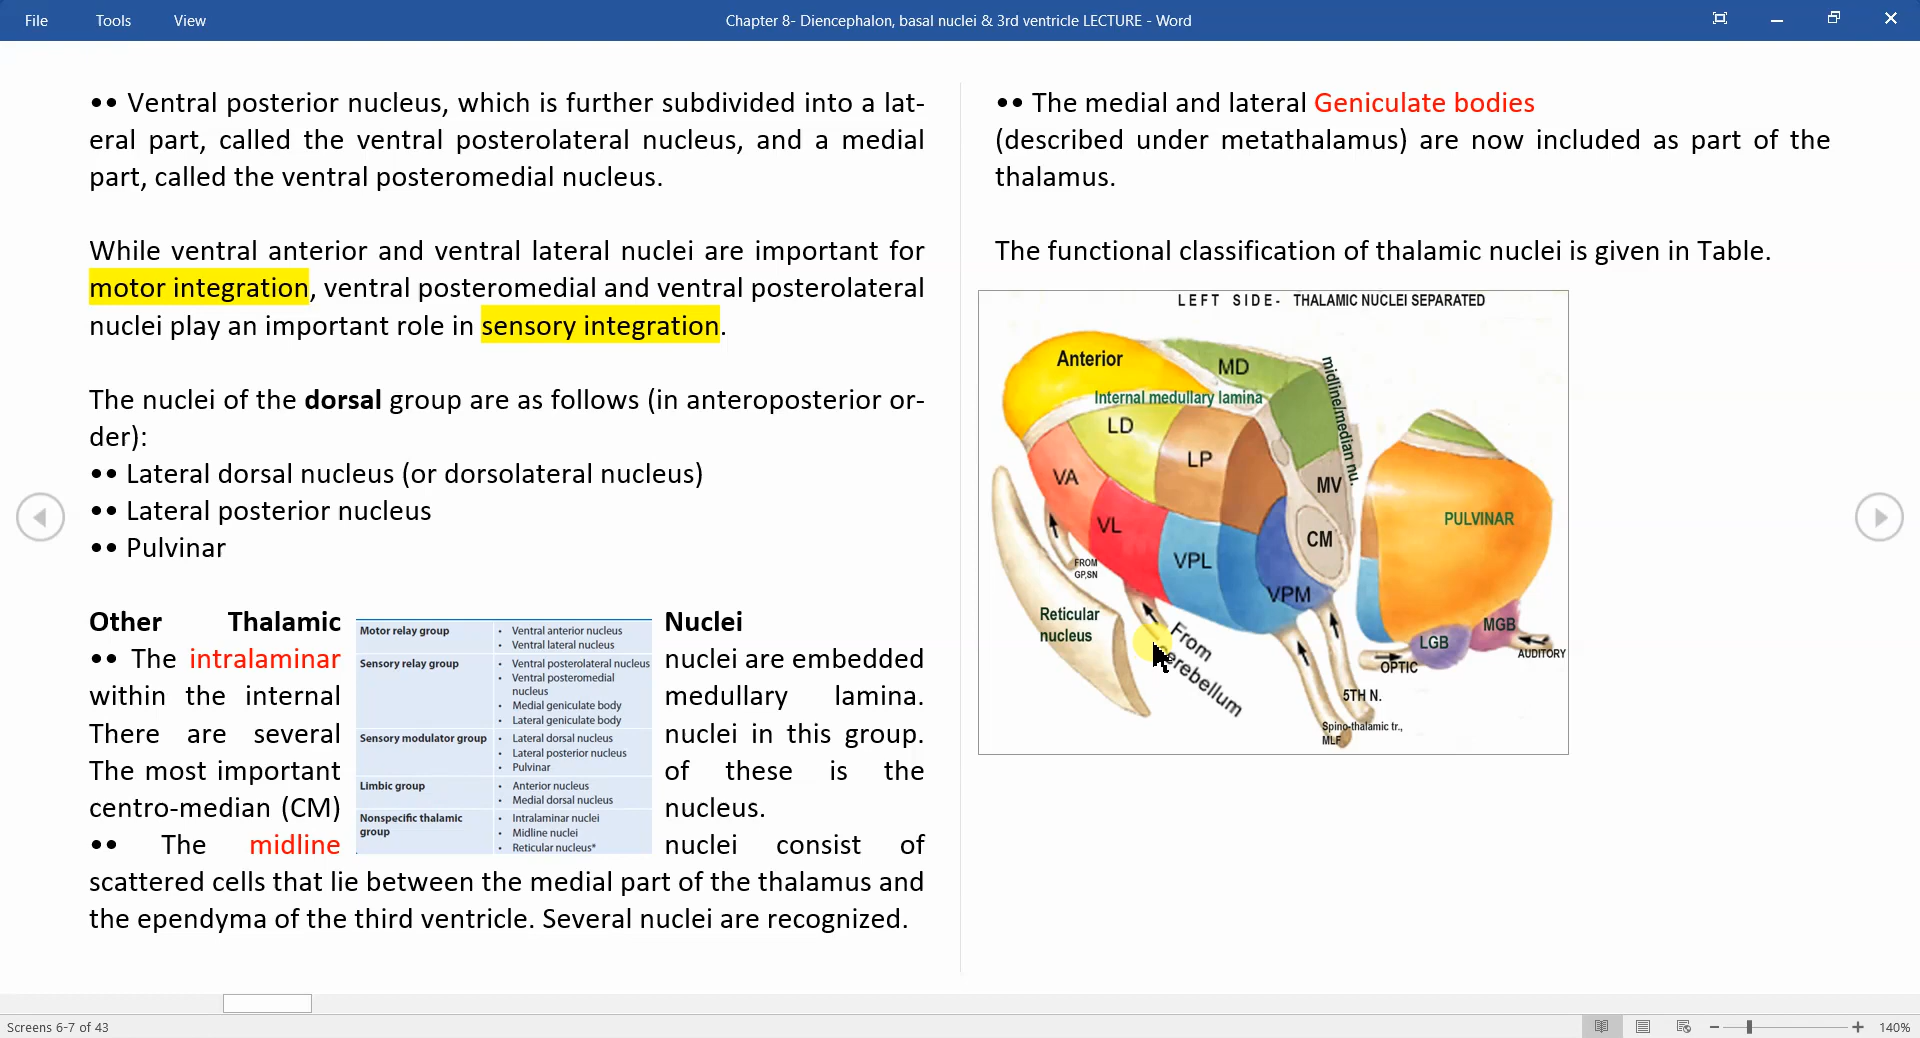 File Tools View
Chapter 8- Diencephalon, basal nuclei & 3rd ventricle LECTURE - Word
•• Ventral posterior nucleus, which is further subdivided into a lat-
eral part, called the ventral posterolateral nucleus, and a medial
part, called the ventral posteromedial nucleus.
While ventral anterior and ventral lateral nuclei are important for
motor integration, ventral posteromedial and ventral posterolateral
nuclei play an important role in sensory integration.
The nuclei of the dorsal group are as follows (in anteroposterior or-
der):
•• Lateral dorsal nucleus (or dorsolateral nucleus)
•• Lateral posterior nucleus
•• Pulvinar
Other Thalamic Nuclei
•• The intralaminar nuclei are embedded
within the internal medullary lamina.
There are several nuclei in this group.
The most important of these is the
centro-median (CM) nucleus.
•• The midline nuclei consist of
scattered cells that lie between the medial part of the thalamus and
the ependyma of the third ventricle. Several nuclei are recognized.
Motor relay group
• Ventral anterior nucleus
• Ventral lateral nucleus
Sensory relay group
• Ventral posterolateral nucleus
• Ventral posteromedial
nucleus
• Medial geniculate body
• Lateral geniculate body
Sensory modulator group
• Lateral dorsal nucleus
• Lateral posterior nucleus
• Pulvinar
Limbic group
• Anterior nucleus
• Medial dorsal nucleus
Nonspecific thalamic
group
• Intralaminar nuclei
• Midline nuclei
• Reticular nucleus*
•• The medial and lateral Geniculate bodies
(described under metathalamus) are now included as part of the
thalamus.
The functional classification of thalamic nuclei is given in Table.
LEFT SIDE- THALAMIC NUCLEI SEPARATED
Anterior
MD
midline/median nu.
Internal medullary lamina
LD
LP
VA
MV
VL
CM
PULVINAR
VPL
FROM
GP,SN
VPM
Reticular
nucleus
From
cerebellum
LGB
MGB
OPTIC
AUDITORY
5TH N.
Spino-thalamic tr.,
MLF
Screens 6-7 of 43
140%